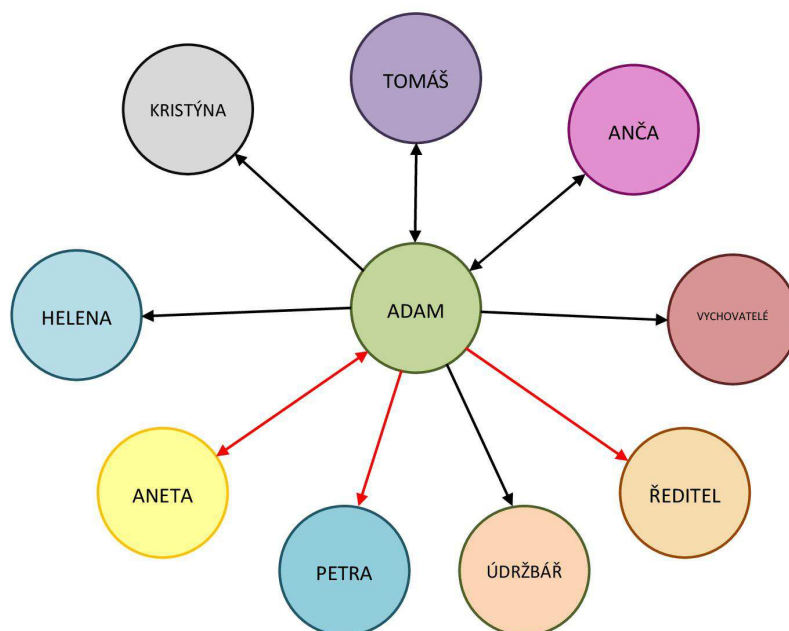 TOMÁŠ
KRISTÝNA
ANČA
HELENA
ADAM
VYCHOVATELÉ
ANETA
ŘEDITEL
PETRA
ÚDRŽBÁŘ